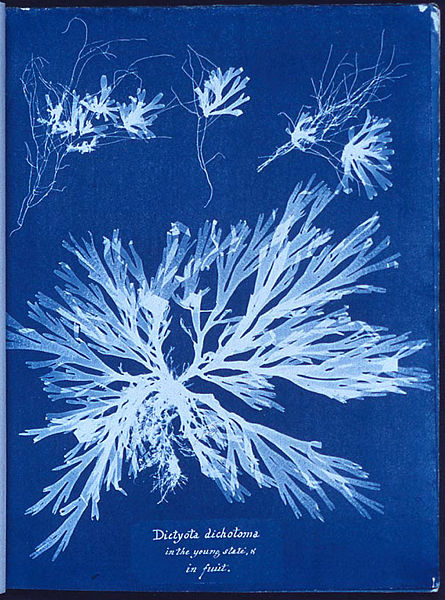 Dictyota dichotoma
in the young state, &
in fruit.